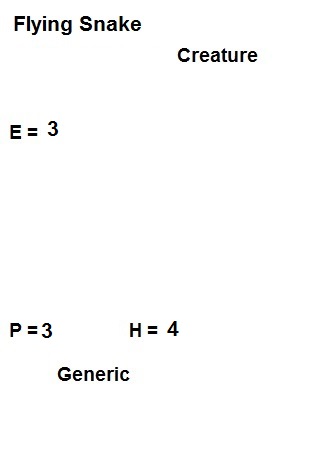 Flying Snake
Creature
E = 3
P = 3 H = 4
Generic